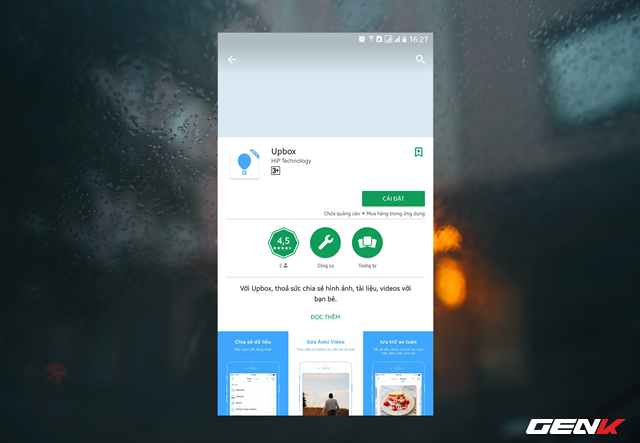 16:27
Upbox
HiP Technology
3+
CÀI ĐẶT
Chứa quảng cáo • Mua hàng trong ứng dụng
4,5
2
Công cụ
Tương tự
Với Upbox, thoả sức chia sẻ hình ảnh, tài liệu, videos với
bạn bè.
ĐỌC THÊM
Chia sẻ dữ liệu
Sửa Ảnh/ Video
lưu trữ an toàn
GENK